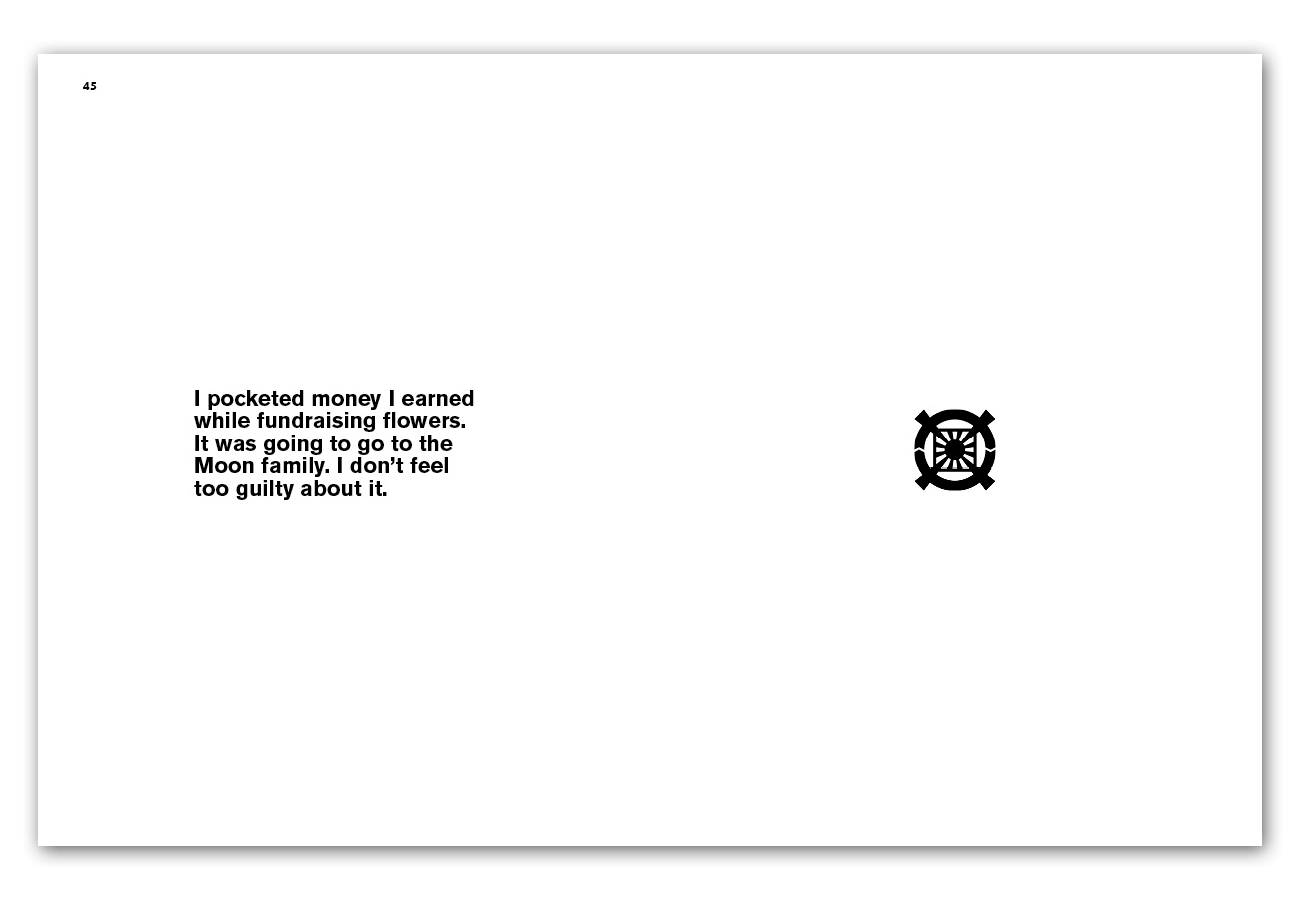 45
I pocketed money I earned
while fundraising flowers.
It was going to go to the
Moon family. I don’t feel
too guilty about it.